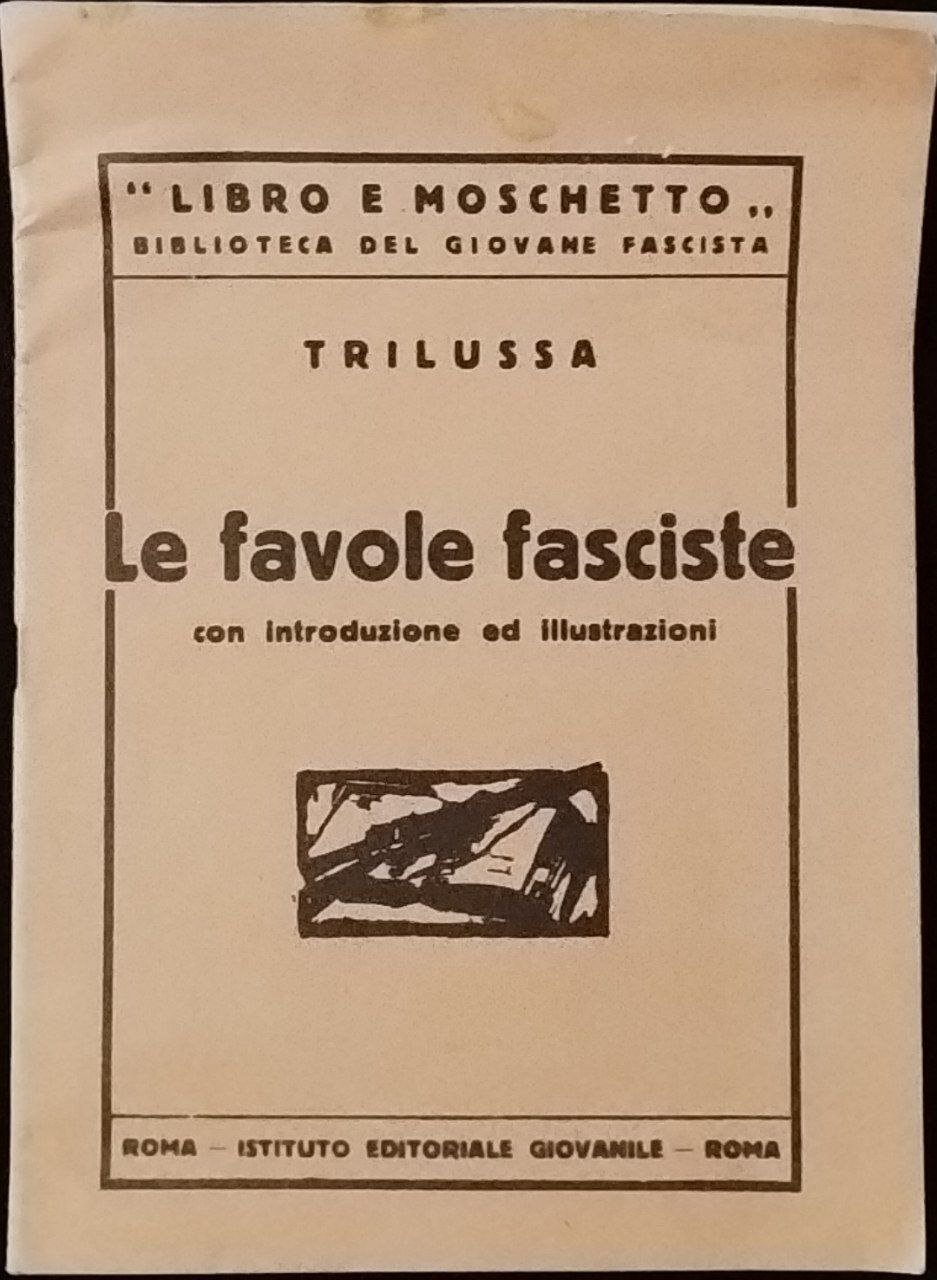 “ LIBRO E MOSCHETTO „
BIBLIOTECA DEL GIOVANE FASCISTA
TRILUSSA
Le favole fasciste
con introduzione ed illustrazioni
ROMA — ISTITUTO EDITORIALE GIOVANILE — ROMA